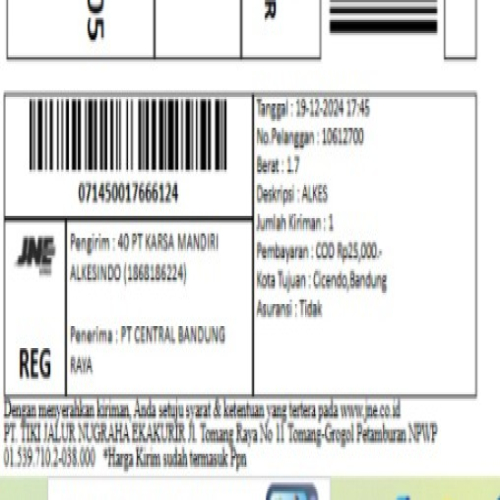 05
R
071450017666124
JNE
REG
Pengirim : 40 PT KARSA MANDIRI
ALKESINDO (1868186224)
Penerima : PT CENTRAL BANDUNG
RAYA
Tanggal : 19-12-2024 17:45
No.Pelanggan : 10612700
Berat : 1.7
Deskripsi : ALKES
Jumlah Kiriman : 1
Pembayaran : COD Rp25,000.-
Kota Tujuan : Cicendo,Bandung
Asuransi : Tidak
Dengan menyerahkan kiriman, Anda setuju syarat & ketentuan yang tertera pada www.jne.co.id
PT. TIKI JALUR NUGRAHA EKAKURIR Jl. Tomang Raya No 11 Tomang-Grogol Petamburan NPWP
01.539.710.2-038.000 *Harga Kirim sudah termasuk Ppn